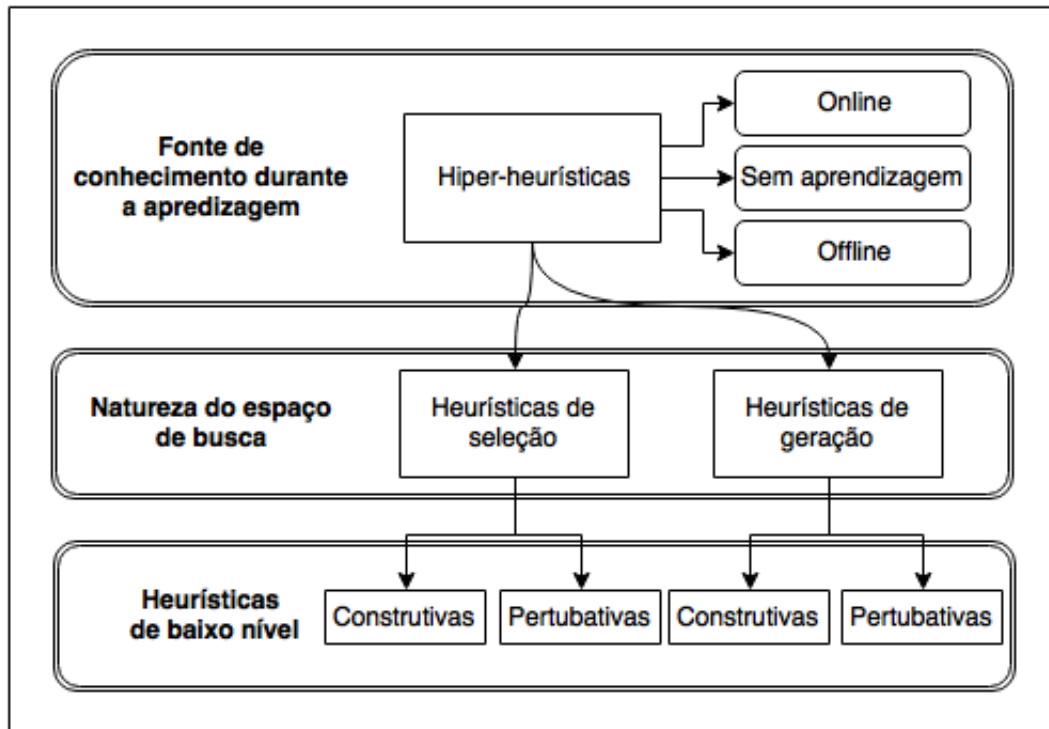 Fonte de
conhecimento durante
a apredizagem
Hiper-heurísticas
Online
Sem aprendizagem
Offline
Natureza do espaço
de busca
Heurísticas de
seleção
Heurísticas de
geração
Heurísticas
de baixo nível
Construtivas
Pertubativas
Construtivas
Pertubativas